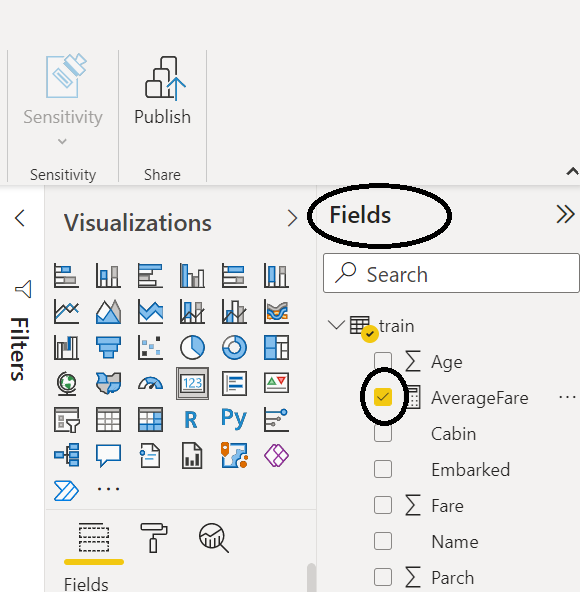 Sensitivity
Publish
Sensitivity
Share
Visualizations
Fields
Filters
Search
train
Σ Age
AverageFare
Cabin
Embarked
Σ Fare
Name
Σ Parch
123
R
Py
Fields